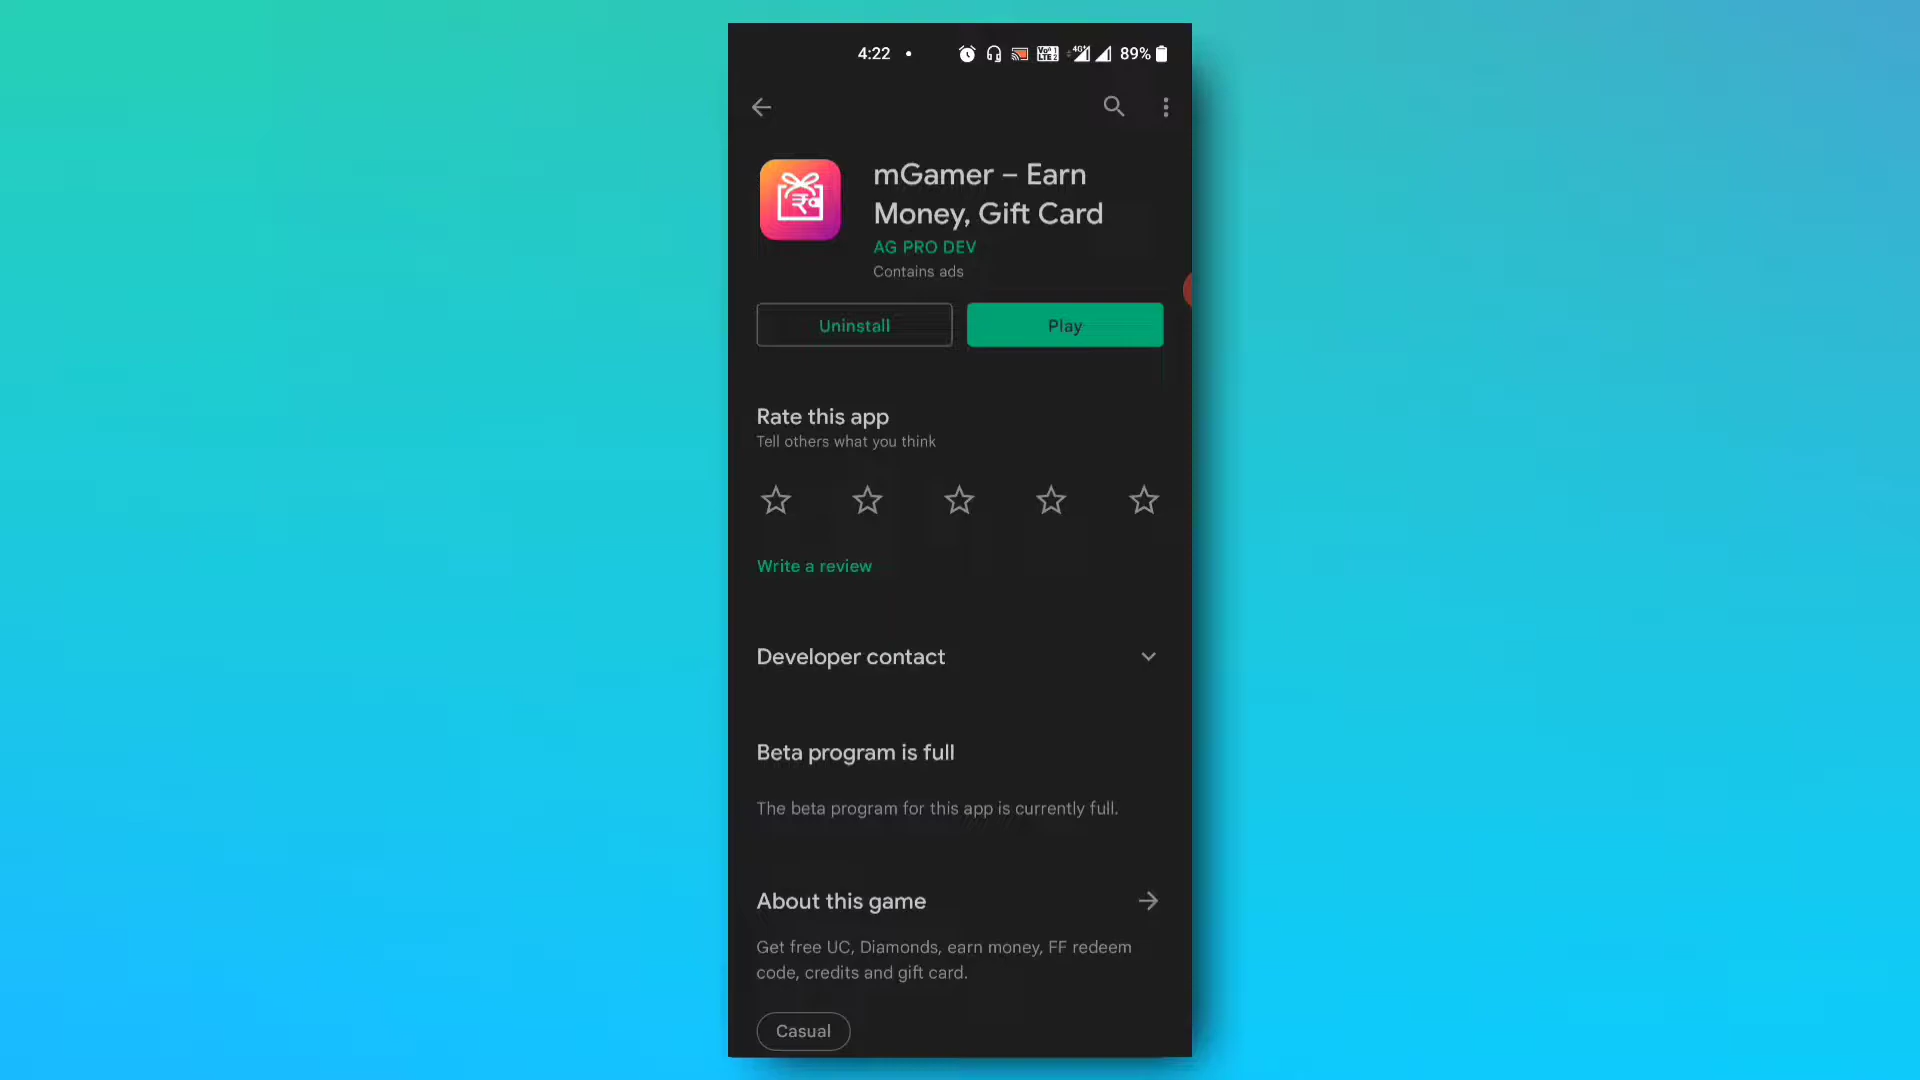 4:22
89%
mGamer – Earn
Money, Gift Card
AG PRO DEV
Contains ads
Uninstall
Play
Rate this app
Tell others what you think
Write a review
Developer contact
Beta program is full
The beta program for this app is currently full.
About this game
Get free UC, Diamonds, earn money, FF redeem
code, credits and gift card.
Casual